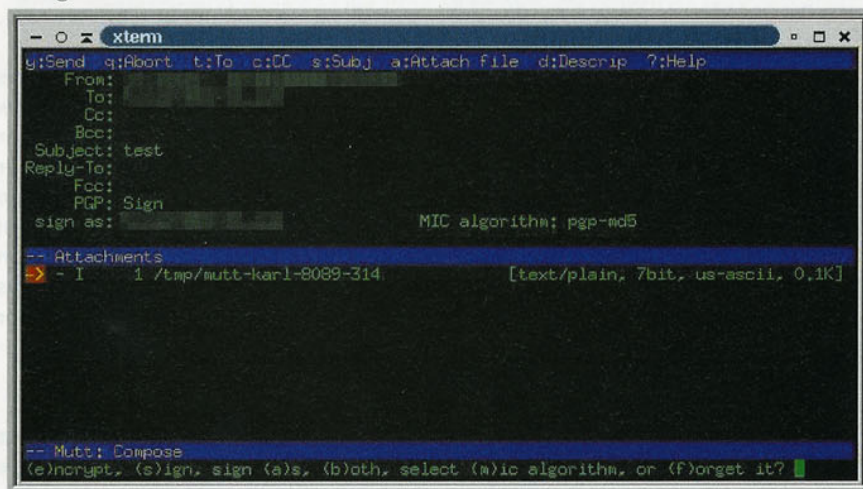 xterm
y:Send q:Abort t:To c:CC s:Subj a:Attach file d:Descrip ?:Help
From:
To:
Cc:
Bcc:
Subject: test
Reply-To:
Fcc:
PGP: Sign
sign as: MIC algorithm: pgp-md5
-- Attachments
-> - I 1 /tmp/mutt-karl-8089-314 [text/plain, 7bit, us-ascii, 0.1K]
-- Mutt: Compose
(e)ncrypt, (s)ign, sign (a)s, (b)oth, select (m)ic algorithm, or (f)orget it?